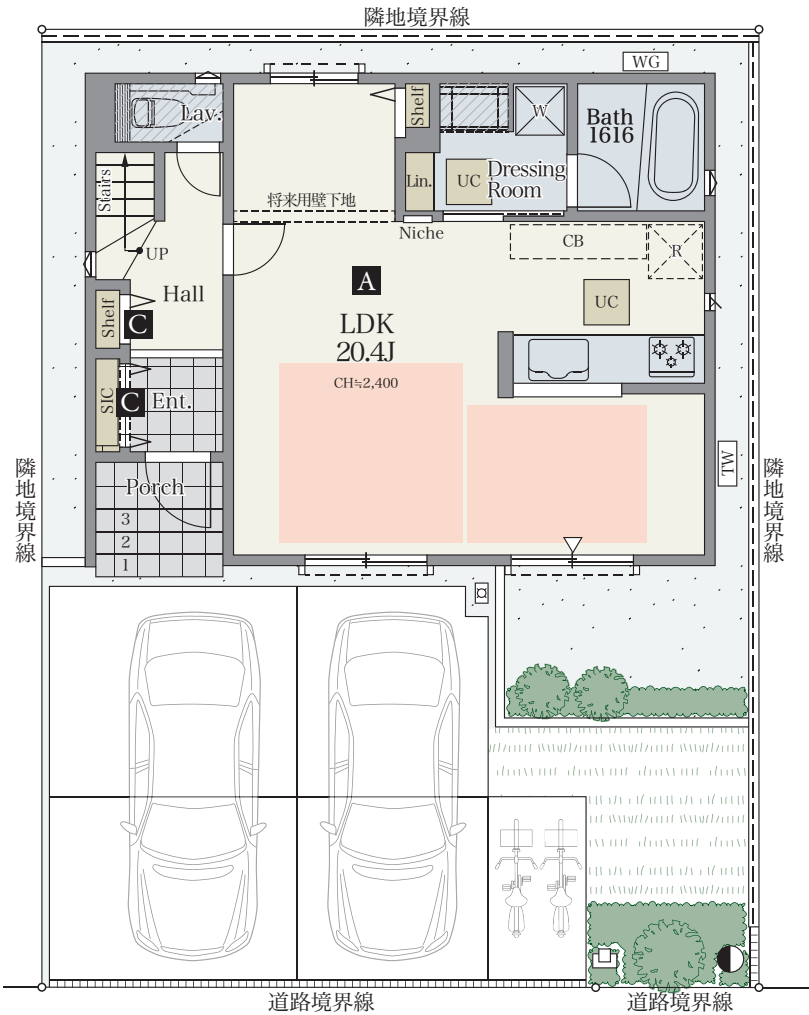 隣地境界線
WG
Lav.
Shelf
W
Bath
1616
Stairs
Lin.
UC
Dressing
Room
将来用壁下地
Niche
UP
CB
R
A
Hall
UC
Shelf
C
LDK
20.4J
CH≒2,400
SIC
C
Ent.
TW
隣地境界線
隣地境界線
Porch
3
2
1
道路境界線
道路境界線